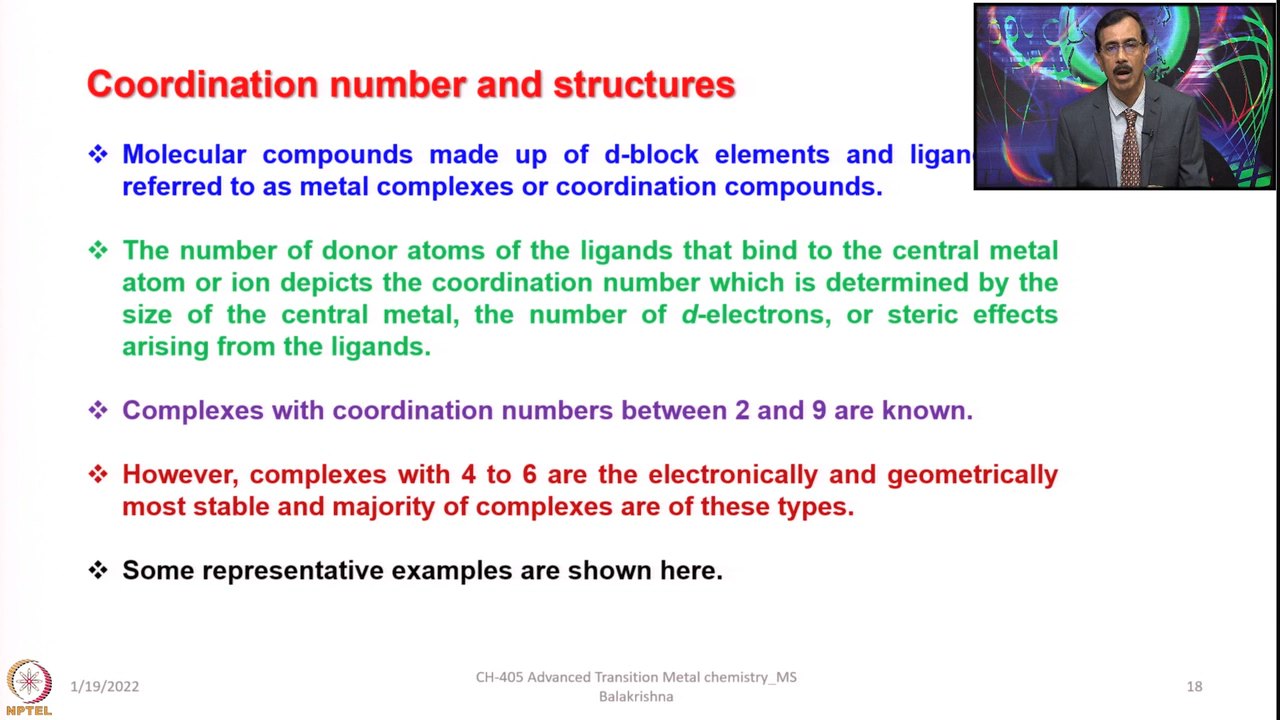 Coordination number and structures
❖ Molecular compounds made up of d-block elements and
referred to as metal complexes or coordination compounds.
❖ The number of donor atoms of the ligands that bind to the central metal
atom or ion depicts the coordination number which is determined by the
size of the central metal, the number of d-electrons, or steric effects
arising from the ligands.
❖ Complexes with coordination numbers between 2 and 9 are known.
❖ However, complexes with 4 to 6 are the electronically and geometrically
most stable and majority of complexes are of these types.
❖ Some representative examples are shown here.
NPTEL
1/19/2022
CH-405 Advanced Transition Metal chemistry_MS
Balakrishna
18